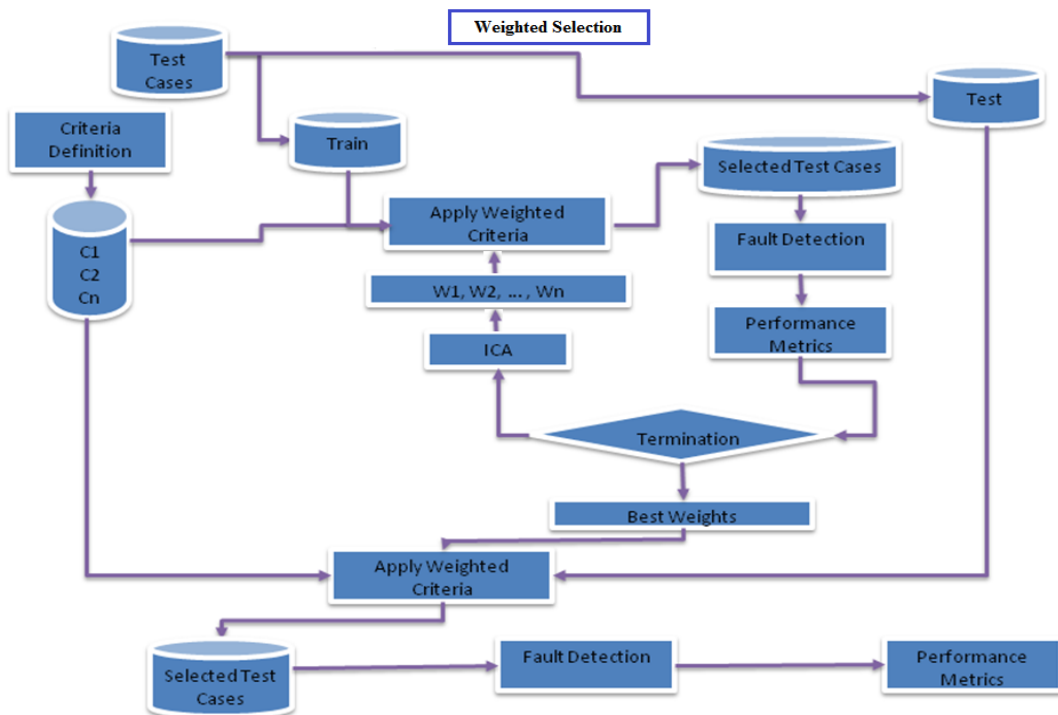 Weighted Selection
Test
Cases
Test
Criteria
Definition
Train
Selected Test Cases
Apply Weighted
Criteria
C1
C2
Cn
Fault Detection
W1, W2, ... , Wn
Performance
Metrics
ICA
Termination
Best Weights
Apply Weighted
Criteria
Selected Test
Cases
Fault Detection
Performance
Metrics